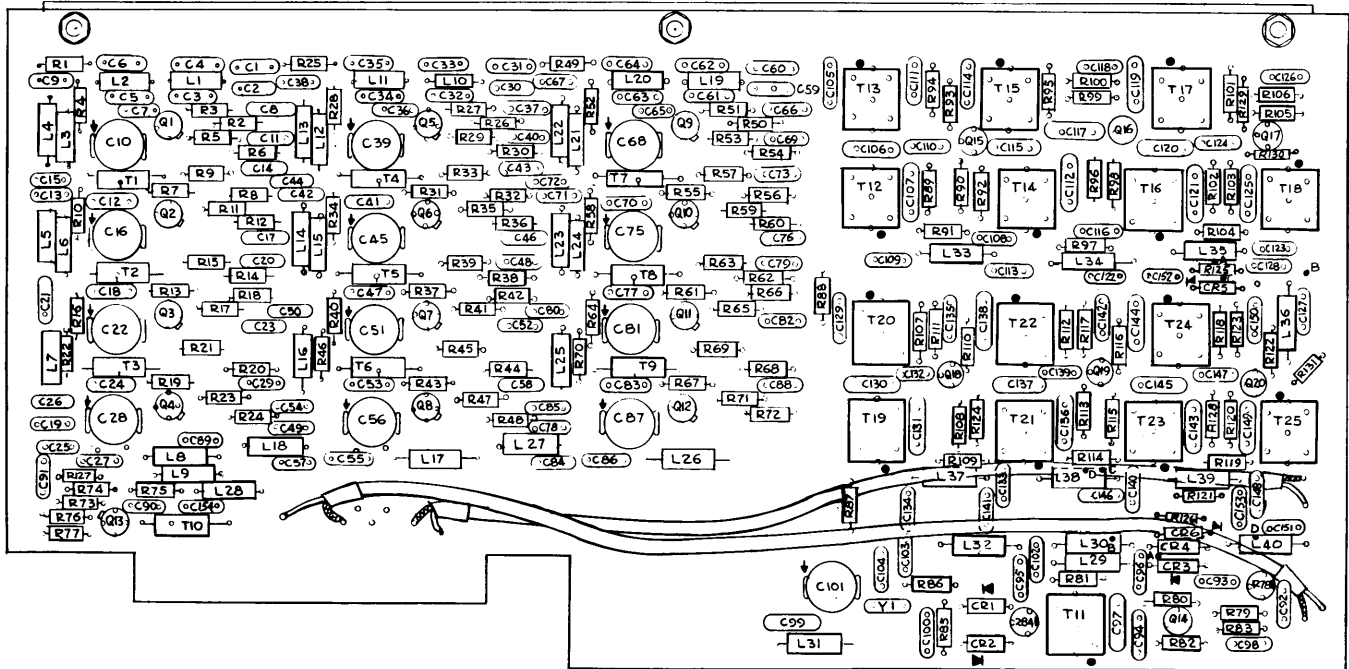 R1 C6 C4 C1 R25 C35 C33 C31 R49 C64 C62 C60 C59
C9 L2 L1 C2 C38 L11 L10 C30 C67 L20 L19
R4 C5 C3 C34 C32 C63 C61
C7 R3 C8 R28 C36 R27 C37 R52 C65 R51 C66
L4 L3 Q1 R2 L13 L12 Q5 R26 L22 L21 Q9 R50
C10 R5 C11 C39 R29 C40 C68 R53 C69
R6 R30 R54
C15 T1 R9 C14 T4 R33 C43 T7 R57 C73
C13 R7 C44 R31 C72 R55
R10 C12 R8 C42 R34 C41 R32 C71 R58 C70 R56
L5 L6 C16 Q2 R11 R12 L14 L15 C45 Q6 R35 R36 L23 L24 C75 Q10 R59 R60
C17 C46 C76
T2 R15 C20 T5 R39 R38 T8 R63 C79
R14 R62
C21 C18 R13 R18 C47 R37 R42 C77 R61 R66
R16 C22 Q3 R17 C50 R40 C51 Q7 R41 C80 R64 C81 Q11 R65
C23 C52 C82
L7 R22 R21 L16 R46 R45 L25 R70 R69
T3 R20 T6 R44 T9 R68
C24 R19 C29 C53 R43 C58 C83 R67 C88
C26 R23 R47 R71
C19 C28 Q4 R24 C54 C56 Q8 R48 C85 C87 Q12 R72
C49 C78
C25 C89 L18 L27
C91 C27 L8 C57 C55 L17 C84 C86 L26
R127 L9
R74 R75 L28
R73 C90 C154
R76 Q13 T10
R77
C105 T13 C111 R94 R93 C114 T15 R95 C118 R100 R99 C119 T17 R101 R129 C126 R106 R105
C106 C110 Q15 C115 C117 Q16 C120 C124 Q17 R130
T12 C107 R89 R90 R92 T14 C112 R96 R98 T16 C121 R102 R103 C125 T18
R91 C108 C116 R104
C109 L33 C113 R97 L34 C122 C152 L35 R125 CR5 C123 C128 B
R88 C129 T20 R107 R111 C135 R110 C138 T22 R112 R117 C142 R116 C144 T24 R118 R123 C150 R122 L36 C127 R131
C130 C132 Q18 C137 C139 Q19 C145 C147 Q20
T19 C131 R108 R124 T21 C136 R113 R115 T23 C143 R128 R120 C149 T25
R109 R114 R119
R87 L37 C133 L38 D C C146 C140 L39 R121 C153 C148
C134 C141 R126 CR6 D C151
C104 C103 L32 C102 L30 B CR4 L40
L29 A CR3
C101 R86 C95 R81 C96 C93 R78 C92
Y1 CR1 R80 R79
C99 C100 R85 T11 C97 C94 Q14 R83
L31 CR2 R82 C98